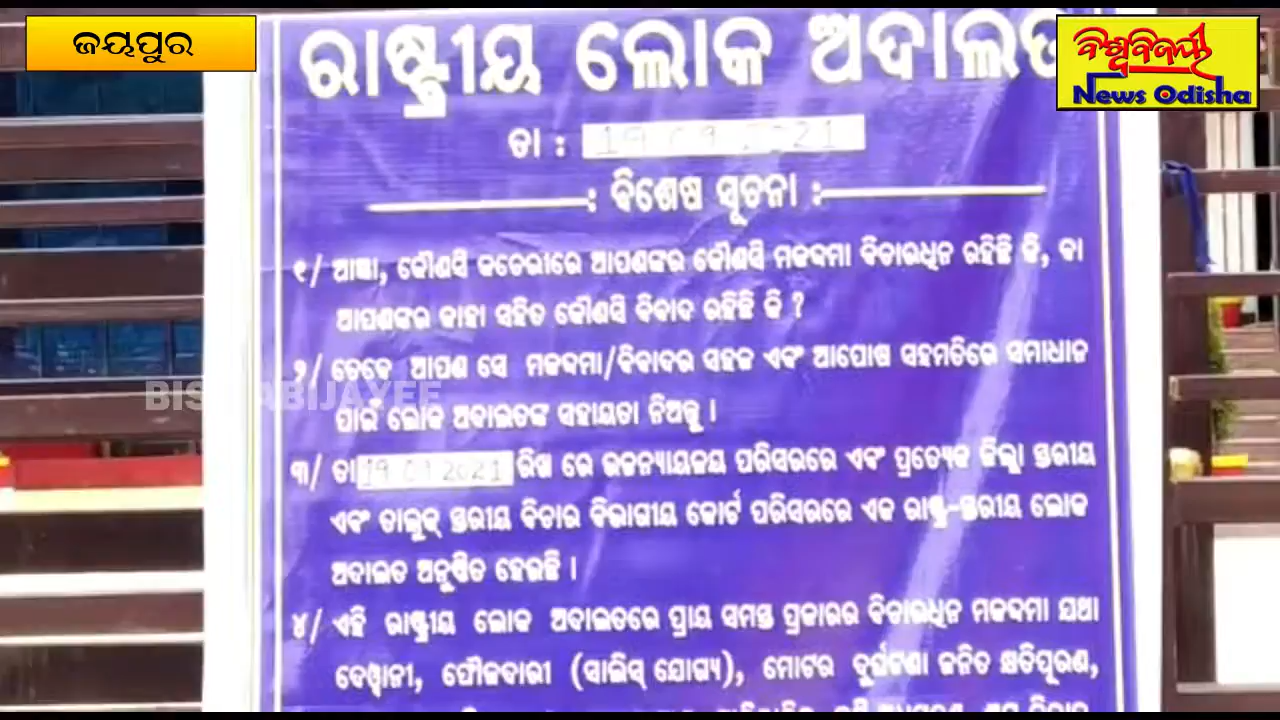 ଜୟପୁର
ବିଶ୍ୱବିଜୟୀ
News Odisha
ରାଷ୍ଟ୍ରୀୟ ଲୋକ ଅଦାଲତ
ତା : 2021
: ବିଶେଷ ସୂଚନା :
୧/ ଆଜ୍ଞା, କୌଣସି କଚେରୀରେ ଆପଣଙ୍କର କୌଣସି ମକଦ୍ଦମା ବିଚାରାଧିନ ରହିଛି କି, ବା
ଆପଣଙ୍କର କାହା ସହିତ କୌଣସି ବିବାଦ ରହିଛି କି ?
୨/ ତେବେ ଆପଣ ସେ ମକଦ୍ଦମା/ବିବାଦର ସହଜ ଏବଂ ଆପୋଷ ସହମତିରେ ସମାଧାନ
ପାଇଁ ଲୋକ ଅଦାଲତଙ୍କ ସହାୟତା ନିଅନ୍ତୁ ।
BISWABIJAYEE
୩/ ତା 2021 ରିଖ ରେ ଉଚ୍ଚନ୍ୟାୟଳୟ ପରିସରରେ ଏବଂ ପ୍ରତ୍ୟେକ ଜିଲ୍ଲା ସ୍ତରୀୟ
ଏବଂ ତାଲୁକ୍ ସ୍ତରୀୟ ବିଚାର ବିଭାଗୀୟ କୋର୍ଟ ପରିସରରେ ଏକ ରାଷ୍ଟ୍ର-ସ୍ତରୀୟ ଲୋକ
ଅଦାଲତ ଅନୁଷ୍ଠିତ ହେଉଛି ।
୪/ ଏହି ରାଷ୍ଟ୍ରୀୟ ଲୋକ ଅଦାଲତରେ ପ୍ରାୟ ସମସ୍ତ ପ୍ରକାରର ବିଚାରାଧିନ ମକଦ୍ଦମା ଯଥା
ଦେୱାନୀ, ଫୌଜଦାରୀ (ସାଲିସ୍ ଯୋଗ୍ୟ), ମୋଟର ଦୁର୍ଘଟଣା ଜନିତ କ୍ଷତିପୂରଣ,